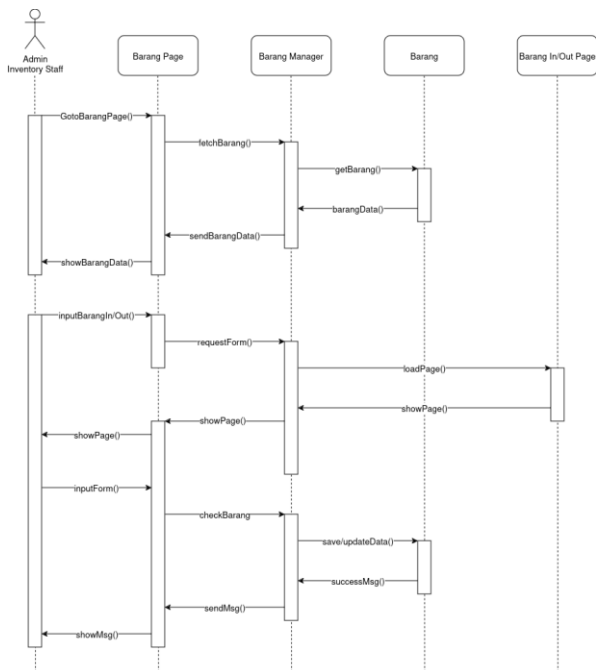 Admin
Inventory Staff
Barang Page
Barang Manager
Barang
Barang In/Out Page
GotoBarangPage()
fetchBarang()
getBarang()
barangData()
sendBarangData()
showBarangData()
inputBarangIn/Out()
requestForm()
loadPage()
showPage()
showPage()
showPage()
inputForm()
checkBarang
save/updateData()
successMsg()
sendMsg()
showMsg()